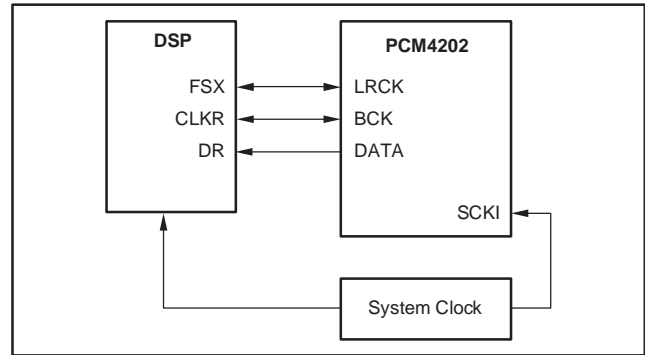 DSP
PCM4202
FSX
LRCK
CLKR
BCK
DR
DATA
SCKI
System Clock